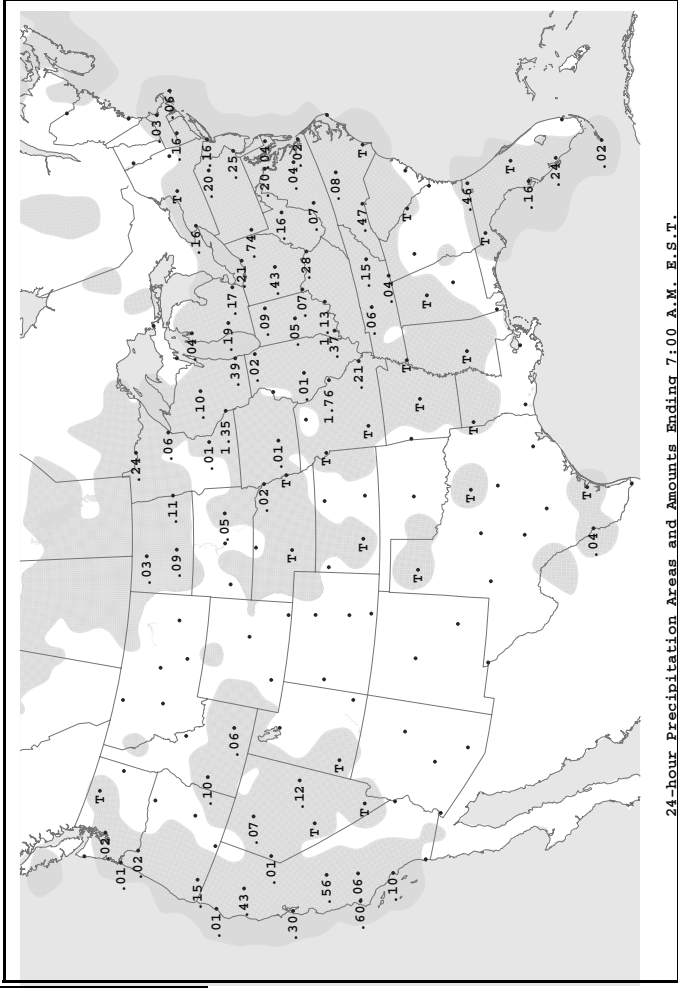 T
.02
.01
.24
.02
.03
.03
.06
.06
.11
.09
.16
T
.04
.16
.15
.10
.16
.10
.20
.01
.01
.05
1.35
.19
.17
.25
.06
.39
.21
.43
.74
.07
.02
.02
.09
.04
.20
.01
.43
.01
.16
T
T
.30
.04
.05
.02
.12
.07
.01
.28
.07
T
1.13
.56
T
1.76
.37
.08
T
.06
.21
.60
T
.47
T
T
.15
T
.06
.04
.10
T
T
T
T
T
T
.46
T
T
T
T
.16
.24
T
.04
.02
24-hour Precipitation Areas and Amounts Ending 7:00 A.M. E.S.T.